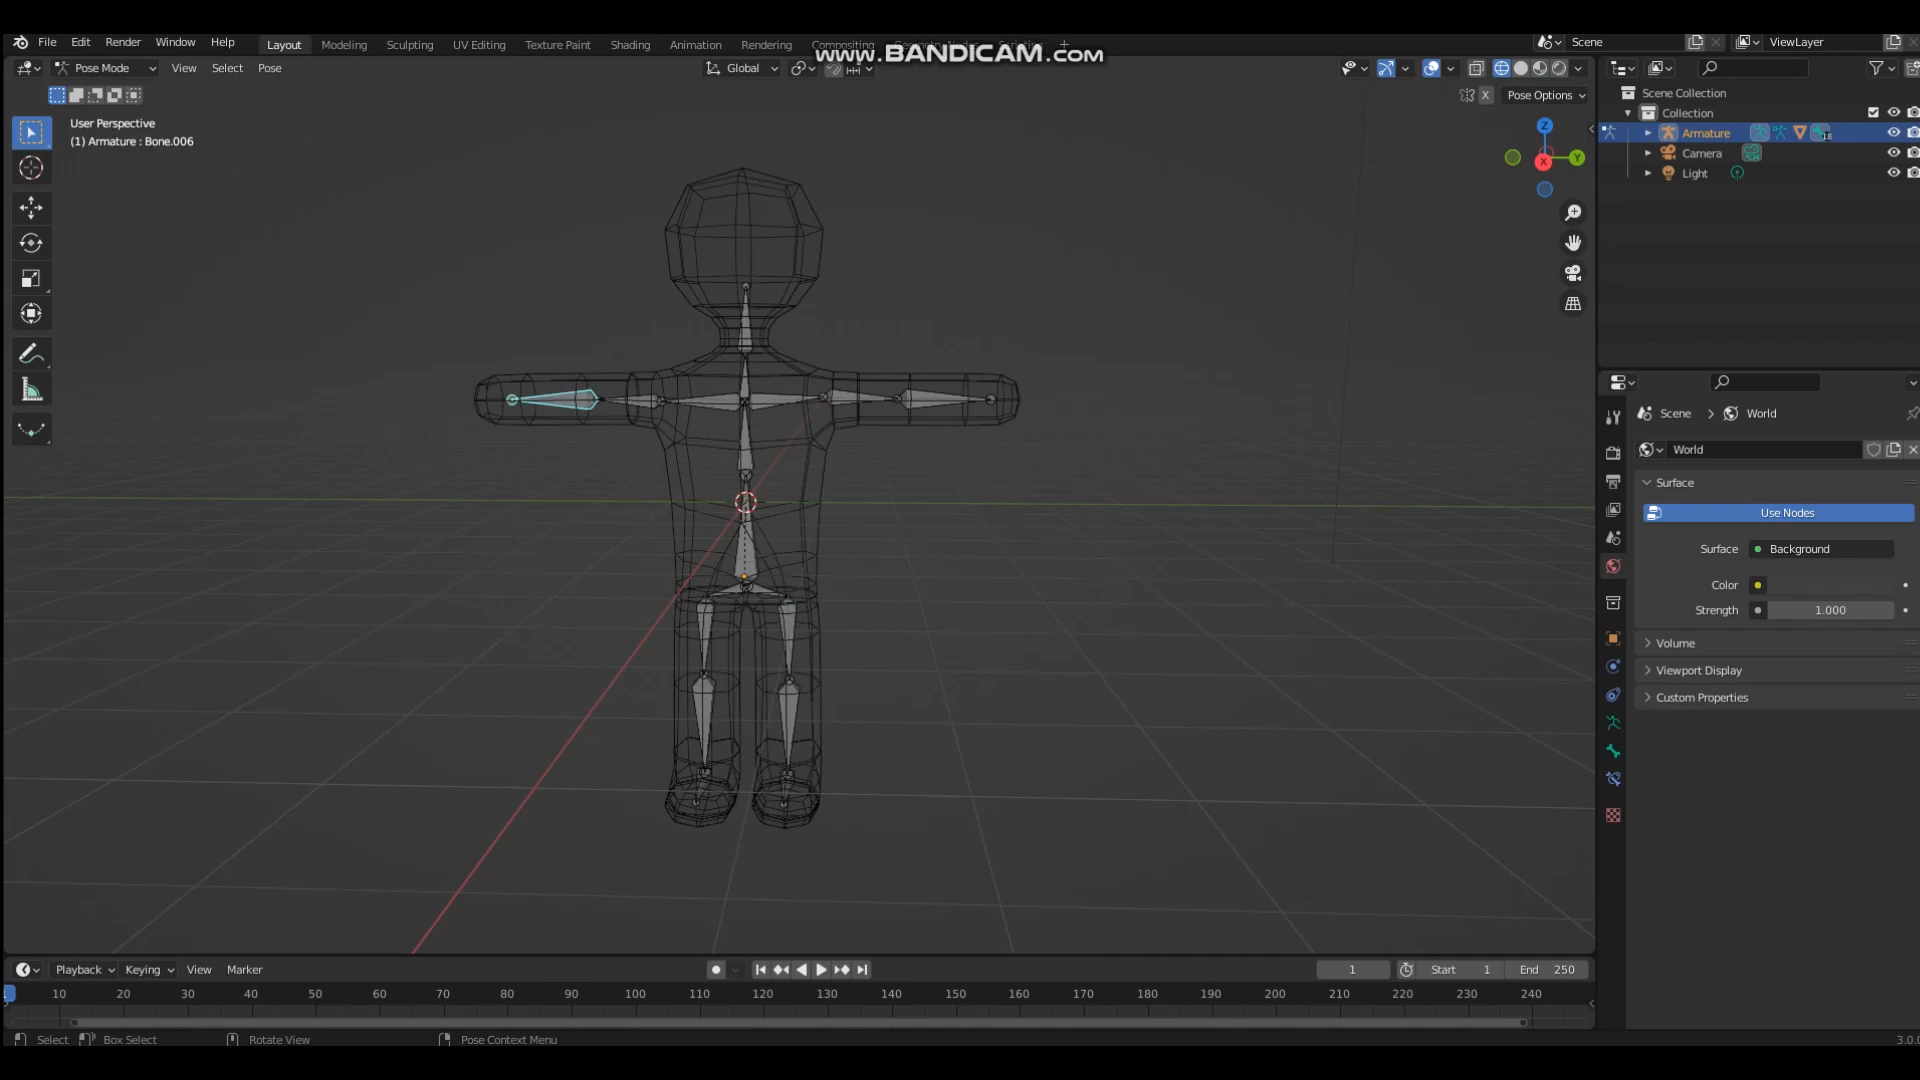 File Edit Render Window Help Layout Modeling Sculpting UV Editing Texture Paint Shading Animation Rendering Compositing Scene ViewLayer
www.BANDICAM.com
Pose Mode View Select Pose Global
X Pose Options
User Perspective
(1) Armature : Bone.006
Z
Y
X
Scene Collection
Collection
Armature 18
Camera
Light
Scene > World
World
Surface
Use Nodes
Surface Background
Color
Strength 1.000
Volume
Viewport Display
Custom Properties
Playback Keying View Marker 1 Start 1 End 250
1 10 20 30 40 50 60 70 80 90 100 110 120 130 140 150 160 170 180 190 200 210 220 230 240
Select Box Select Rotate View Pose Context Menu